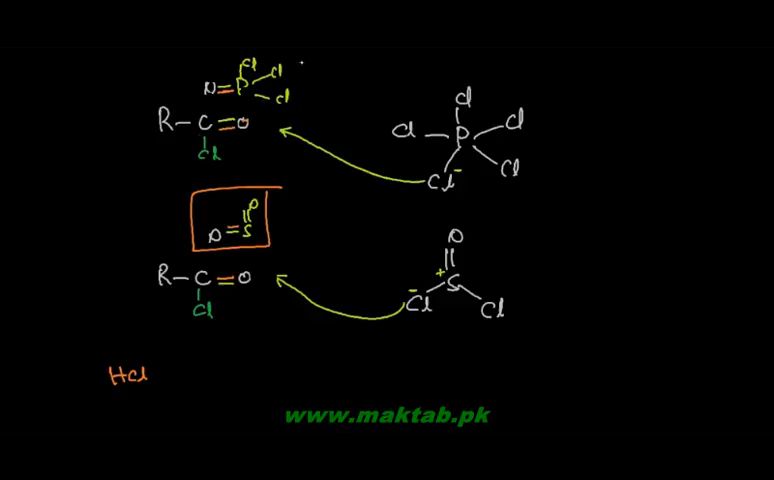 Cl
O=P Cl
Cl
R-C=O
Cl
Cl
Cl-P Cl
Cl
Cl-
O
O=S
R-C=O
Cl
O
+
S
-
Cl Cl
HCl
www.maktab.pk